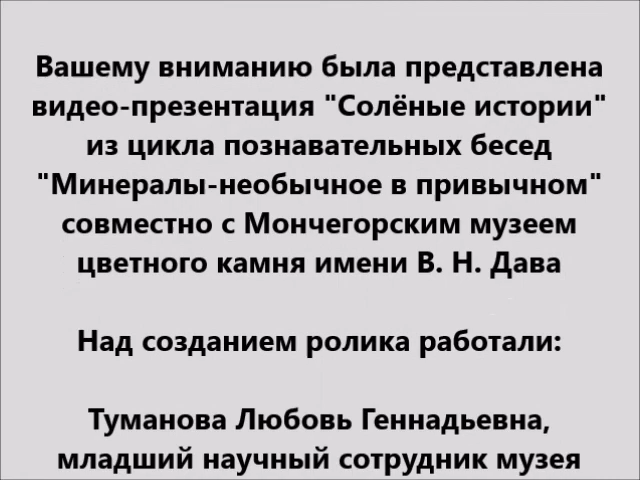 Вашему вниманию была представлена
видео-презентация "Солёные истории"
из цикла познавательных бесед
"Минералы-необычное в привычном"
совместно с Мончегорским музеем
цветного камня имени В. Н. Дава
Над созданием ролика работали:
Туманова Любовь Геннадьевна,
младший научный сотрудник музея